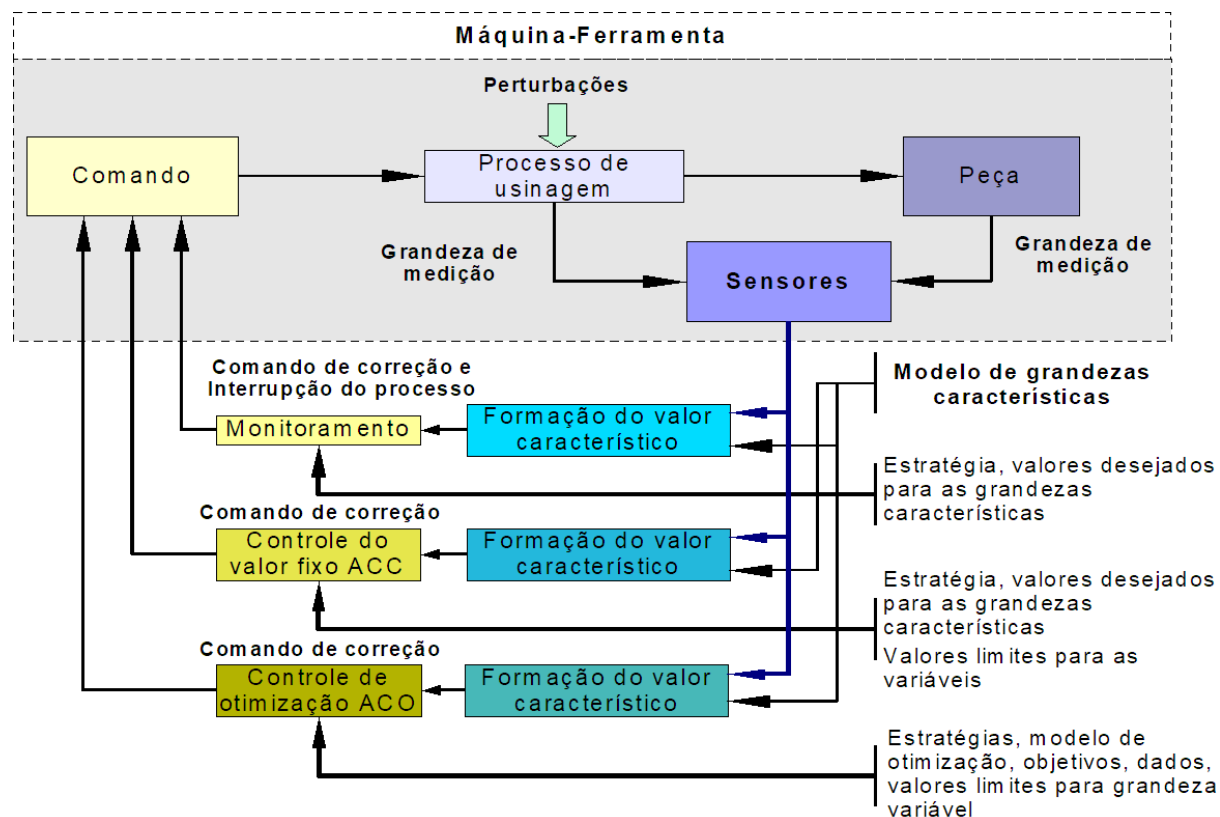 Máquina-Ferramenta
Perturbações
Comando
Processo de
usinagem
Peça
Grandeza de
medição
Grandeza de
medição
Sensores
Comando de correção e
Interrupção do processo
Modelo de grandezas
características
Monitoramento
Formação do valor
característico
Estratégia, valores desejados
para as grandezas
características
Comando de correção
Controle do
valor fixo ACC
Formação do valor
característico
Estratégia, valores desejados
para as grandezas
características
Valores limites para as
variáveis
Comando de correção
Controle de
otimização ACO
Formação do valor
característico
Estratégias, modelo de
otimização, objetivos, dados,
valores limites para grandeza
variável